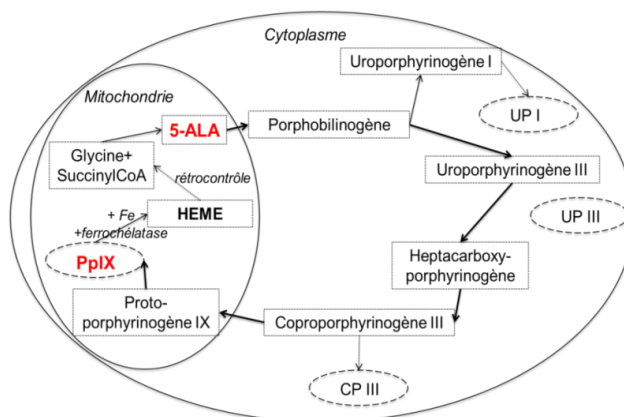 Cytoplasme
Uroporphyrinogène I
Mitochondrie
UP I
5-ALA
Porphobilinogène
Glycine+
SuccinylCoA
Uroporphyrinogène III
rétrocontrôle
HEME
+ Fe
+ferrochélatase
UP III
PpIX
Heptacarboxy-
porphyrinogène
Proto-
porphyrinogène IX
Coproporphyrinogène III
CP III